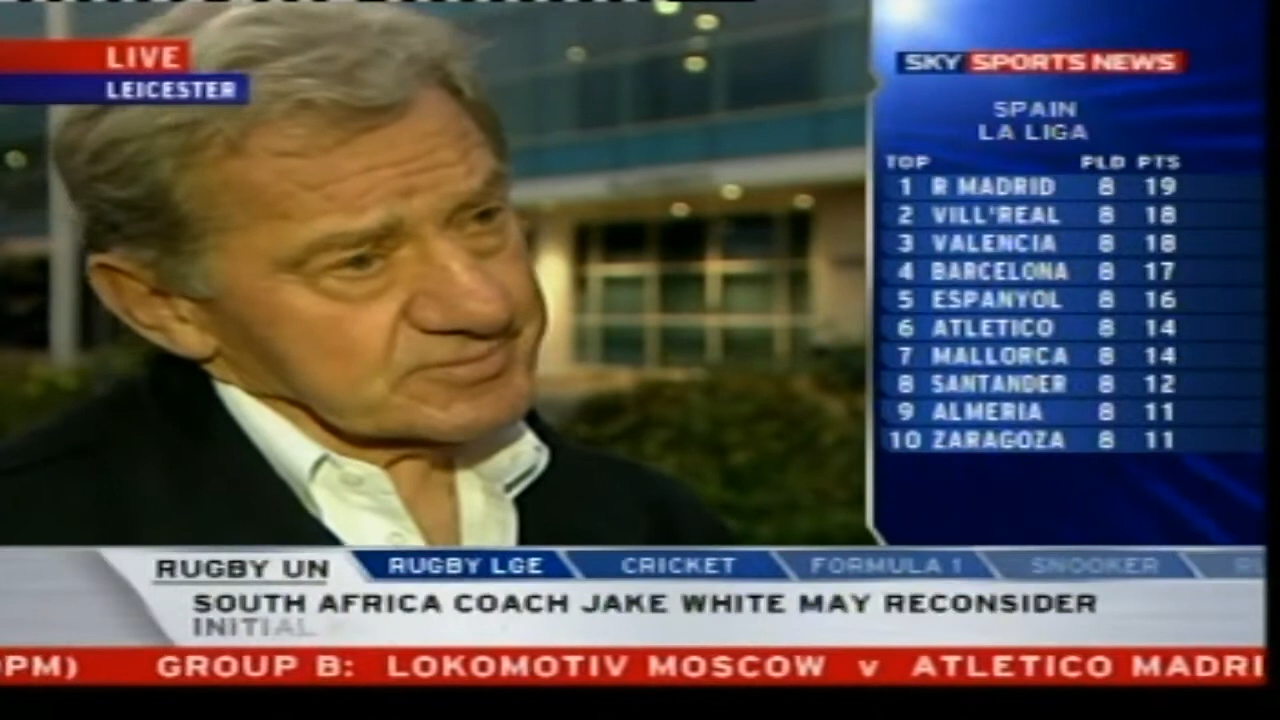 LIVE
LEICESTER
SKY SPORTS NEWS
SPAIN
LA LIGA
TOP PLD PTS
1 R MADRID 8 19
2 VILL'REAL 8 18
3 VALENCIA 8 18
4 BARCELONA 8 17
5 ESPANYOL 8 16
6 ATLETICO 8 14
7 MALLORCA 8 14
8 SANTANDER 8 12
9 ALMERIA 8 11
10 ZARAGOZA 8 11
RUGBY UN RUGBY LGE CRICKET FORMULA 1 SNOOKER
SOUTH AFRICA COACH JAKE WHITE MAY RECONSIDER
INITIAL
PM) GROUP B: LOKOMOTIV MOSCOW v ATLETICO MADRI